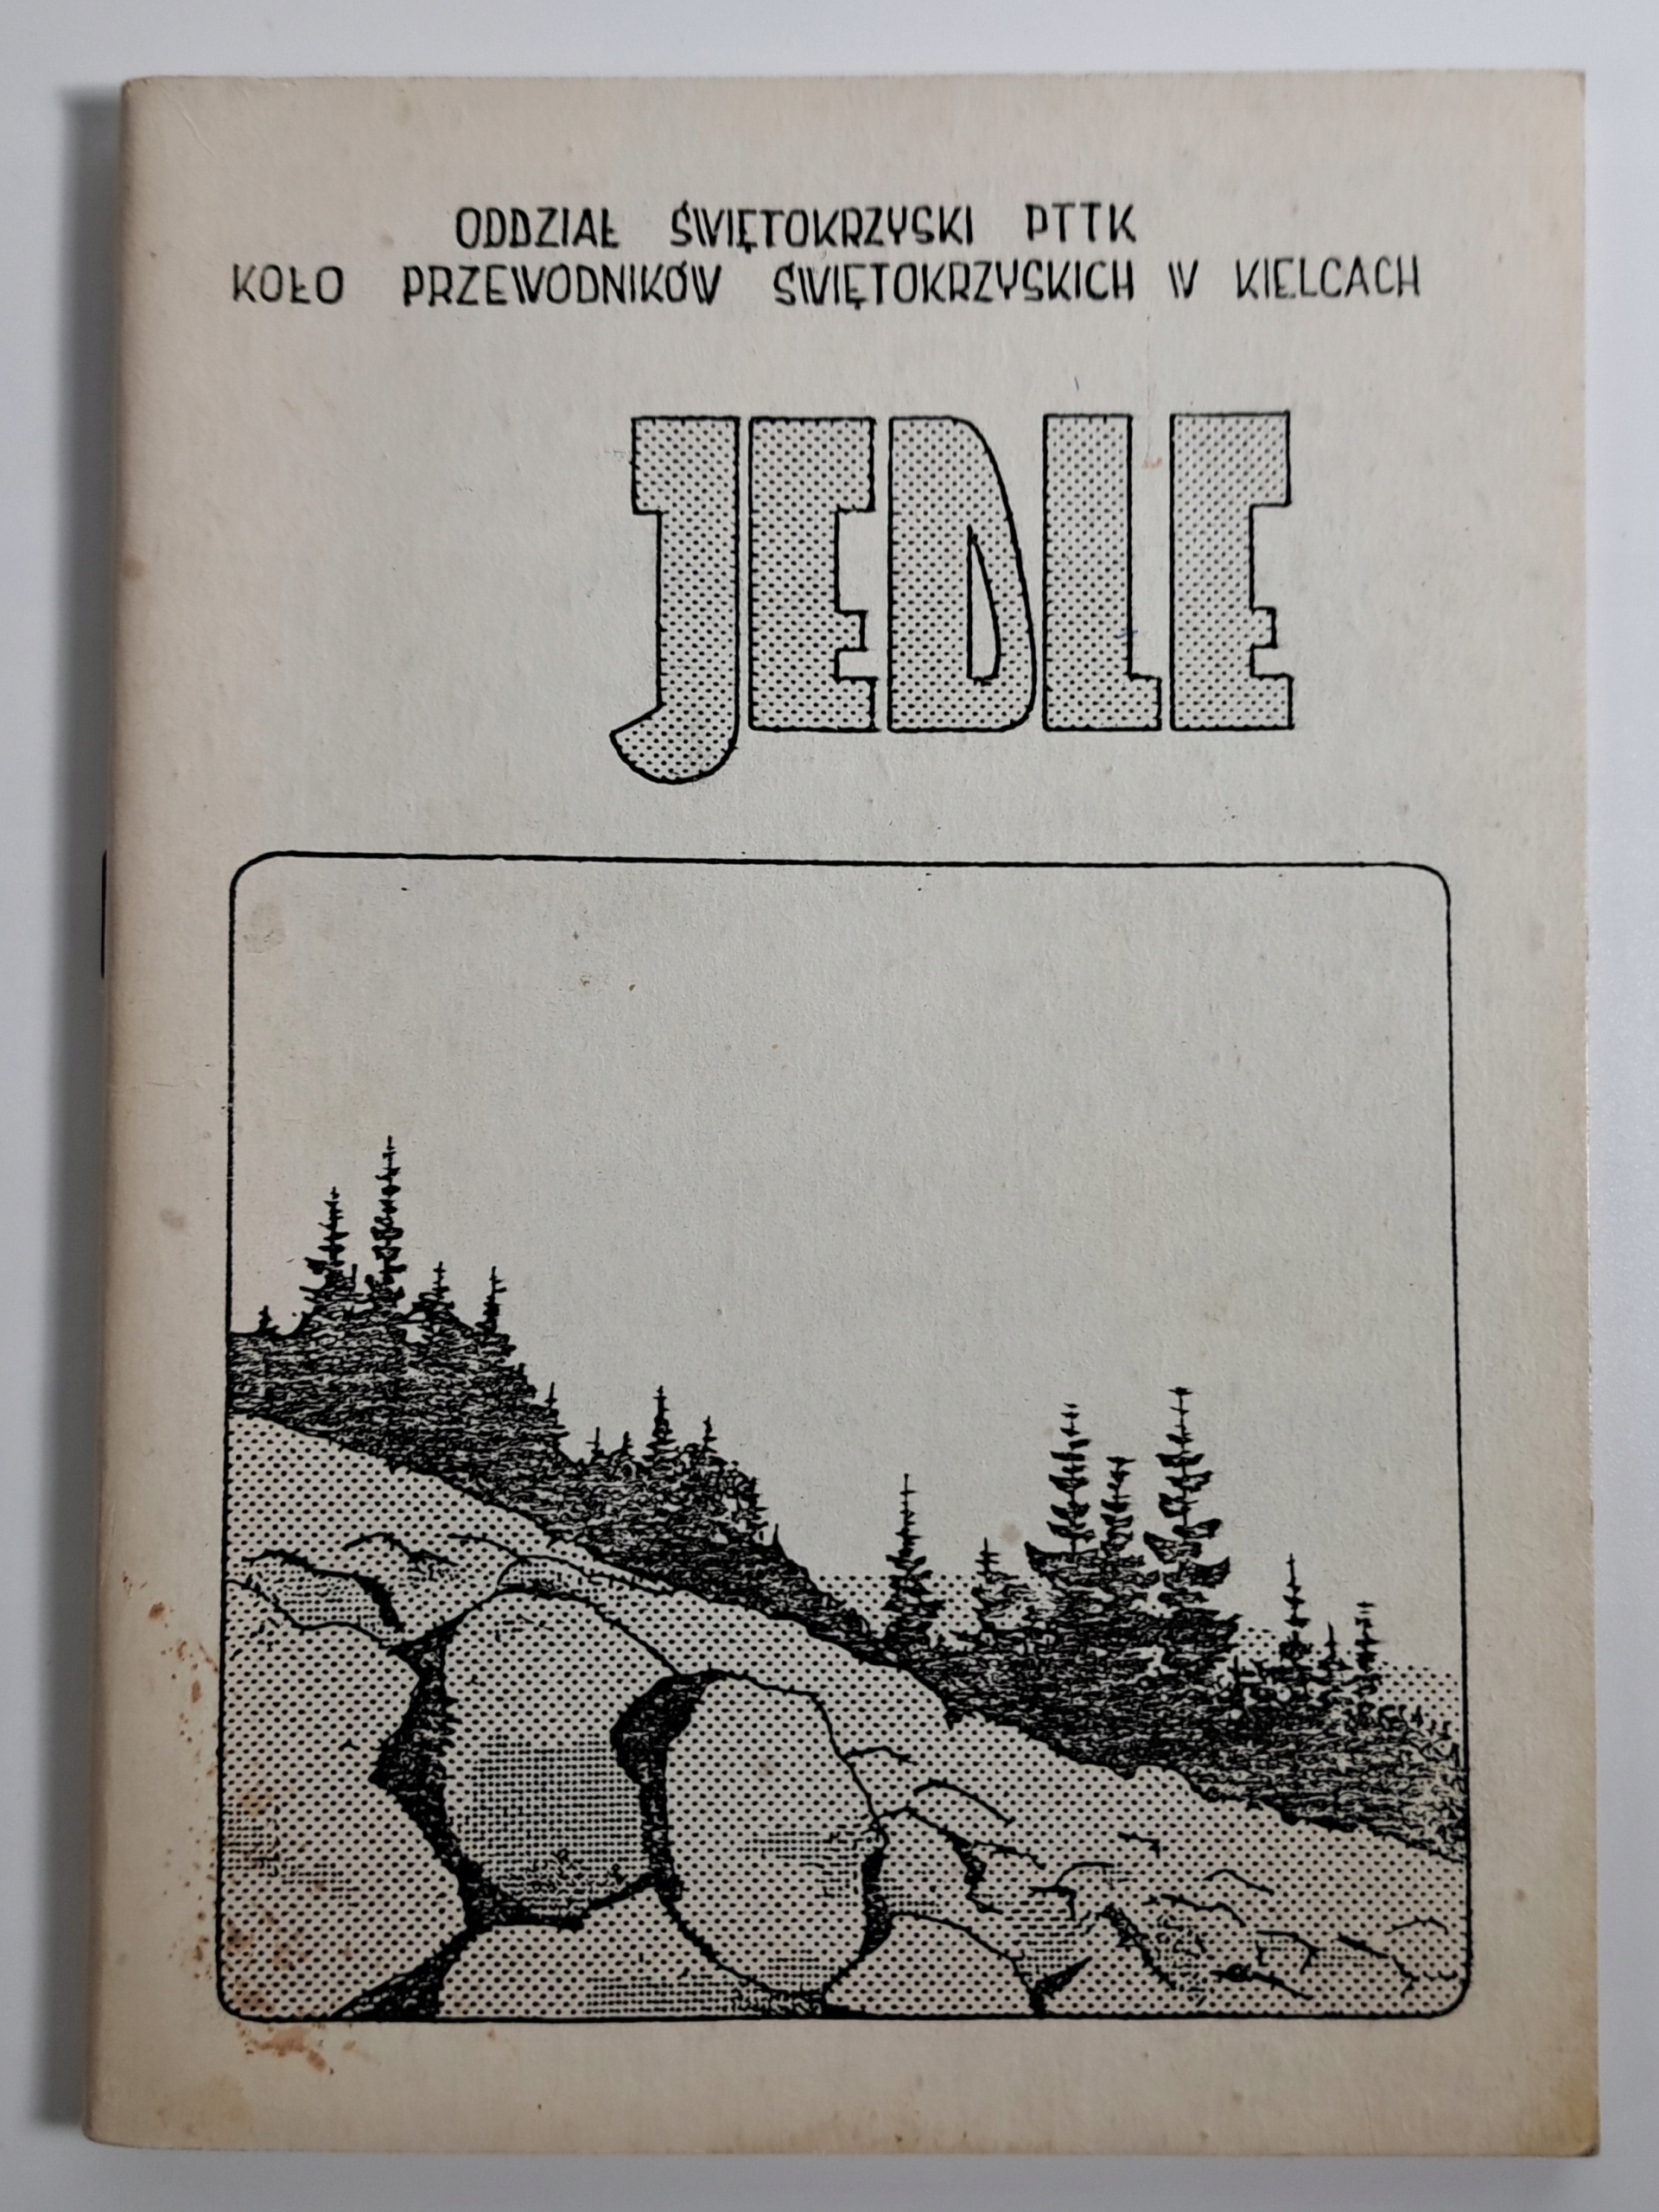 ODDZIAŁ ŚWIĘTOKRZYSKI PTTK
KOŁO PRZEWODNIKÓW ŚWIĘTOKRZYSKICH W KIELCACH
JEDLE